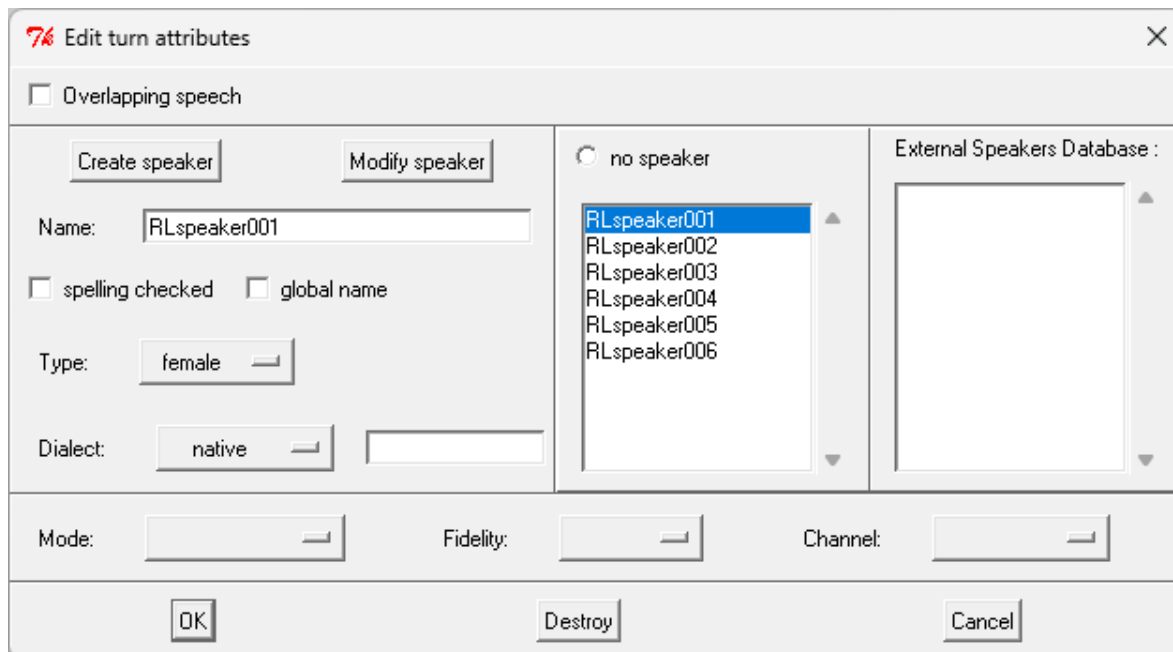 Edit turn attributes
Overlapping speech
Create speaker
Modify speaker
Name:
RLspeaker001
spelling checked
global name
Type:
female
Dialect:
native
no speaker
RLspeaker001
RLspeaker002
RLspeaker003
RLspeaker004
RLspeaker005
RLspeaker006
External Speakers Database :
Mode:
Fidelity:
Channel:
OK
Destroy
Cancel